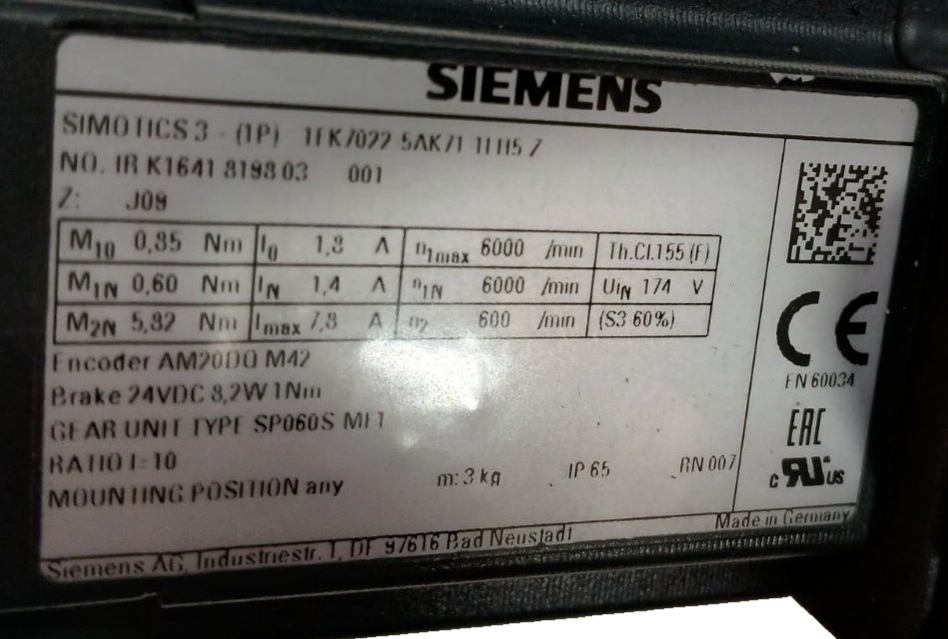 SIEMENS
SIMOTICS 3 - (1P) 1FK7022 5AK71 1LH5 Z
NO. IR K1641 8198 03 001
Z: J09
M10 0,85 Nm I0 1,8 A n1max 6000 /min Th.Cl.155 (F)
M1N 0,60 Nm IN 1,4 A n1N 6000 /min UIN 174 V
M2N 5,82 Nm Imax 7,8 A n2 600 /min (S3 60%)
Encoder AM20DQ M42
Brake 24VDC 8,2W 1Nm
GEAR UNIT TYPE SP060S MF1
RATIO I=10
MOUNTING POSITION any m: 3 kg IP 65 RN 007
CE
EN 60034
EAC
c RU US
Made in Germany
Siemens AG, Industriestr. 1, DE 97616 Bad Neustadt